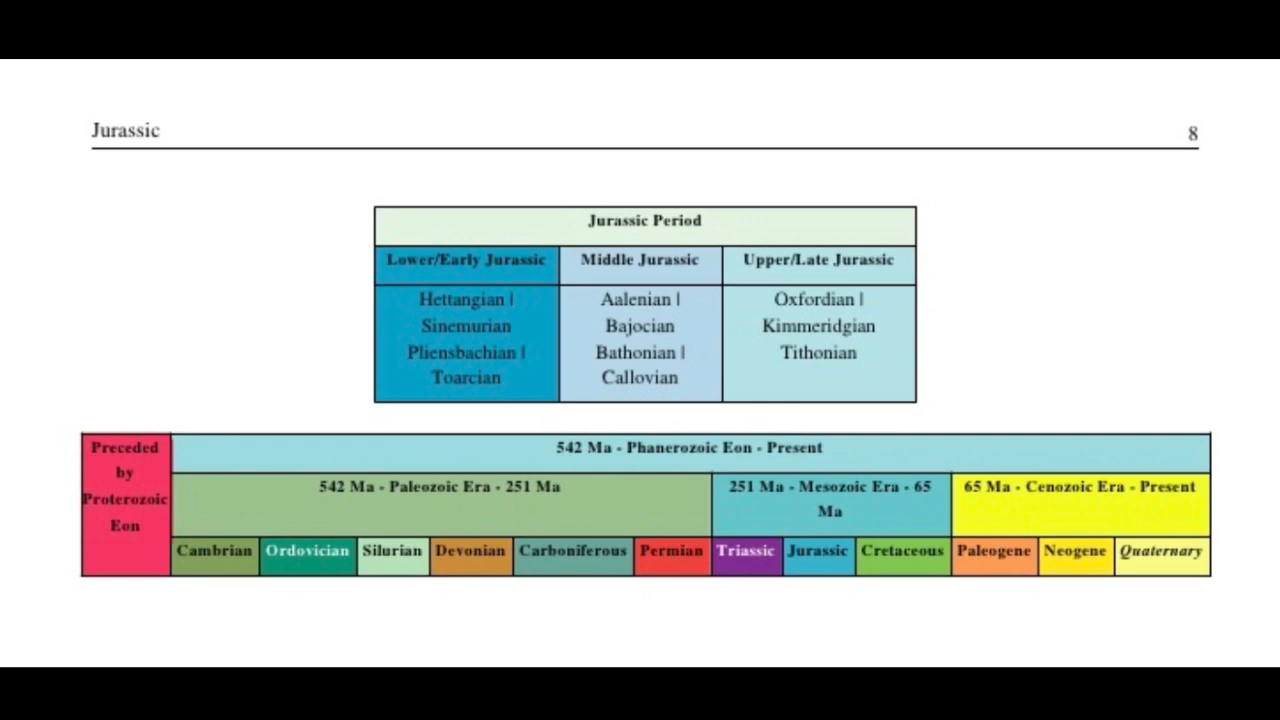 Jurassic 8
Jurassic Period
Lower/Early Jurassic Middle Jurassic Upper/Late Jurassic
Hettangian | Aalenian | Oxfordian |
Sinemurian Bajocian Kimmeridgian
Pliensbachian | Bathonian | Tithonian
Toarcian Callovian
Preceded 542 Ma - Phanerozoic Eon - Present
by
Proterozoic
Eon
542 Ma - Paleozoic Era - 251 Ma 251 Ma - Mesozoic Era - 65 65 Ma - Cenozoic Era - Present
Ma
Cambrian Ordovician Silurian Devonian Carboniferous Permian Triassic Jurassic Cretaceous Paleogene Neogene Quaternary